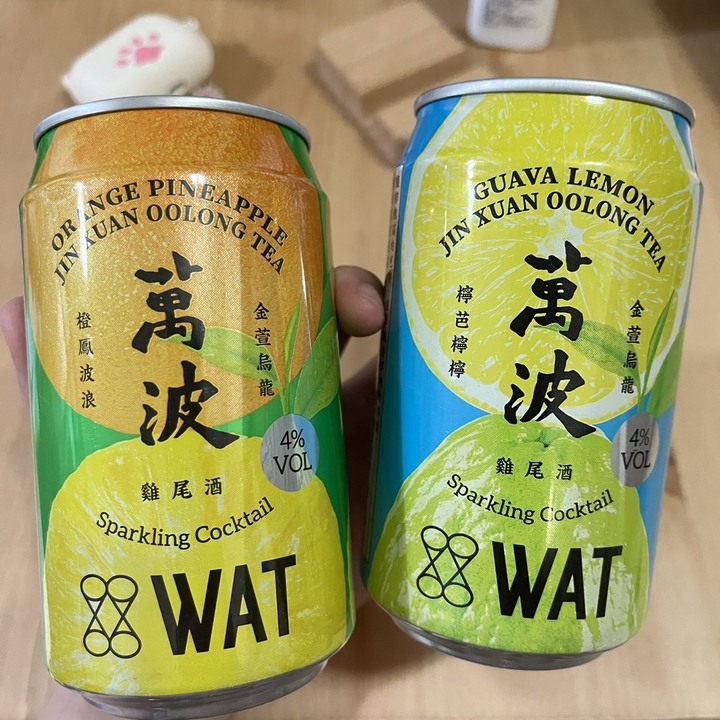 ORANGE PINEAPPLE
JIN XUAN OOLONG TEA
萬波
金萱烏龍
橙鳳波浪
4%
VOL
雞尾酒
Sparkling Cocktail
WAT
GUAVA LEMON
JIN XUAN OOLONG TEA
萬波
金萱烏龍
檸芭檸檸
4%
VOL
雞尾酒
Sparkling Cocktail
WAT